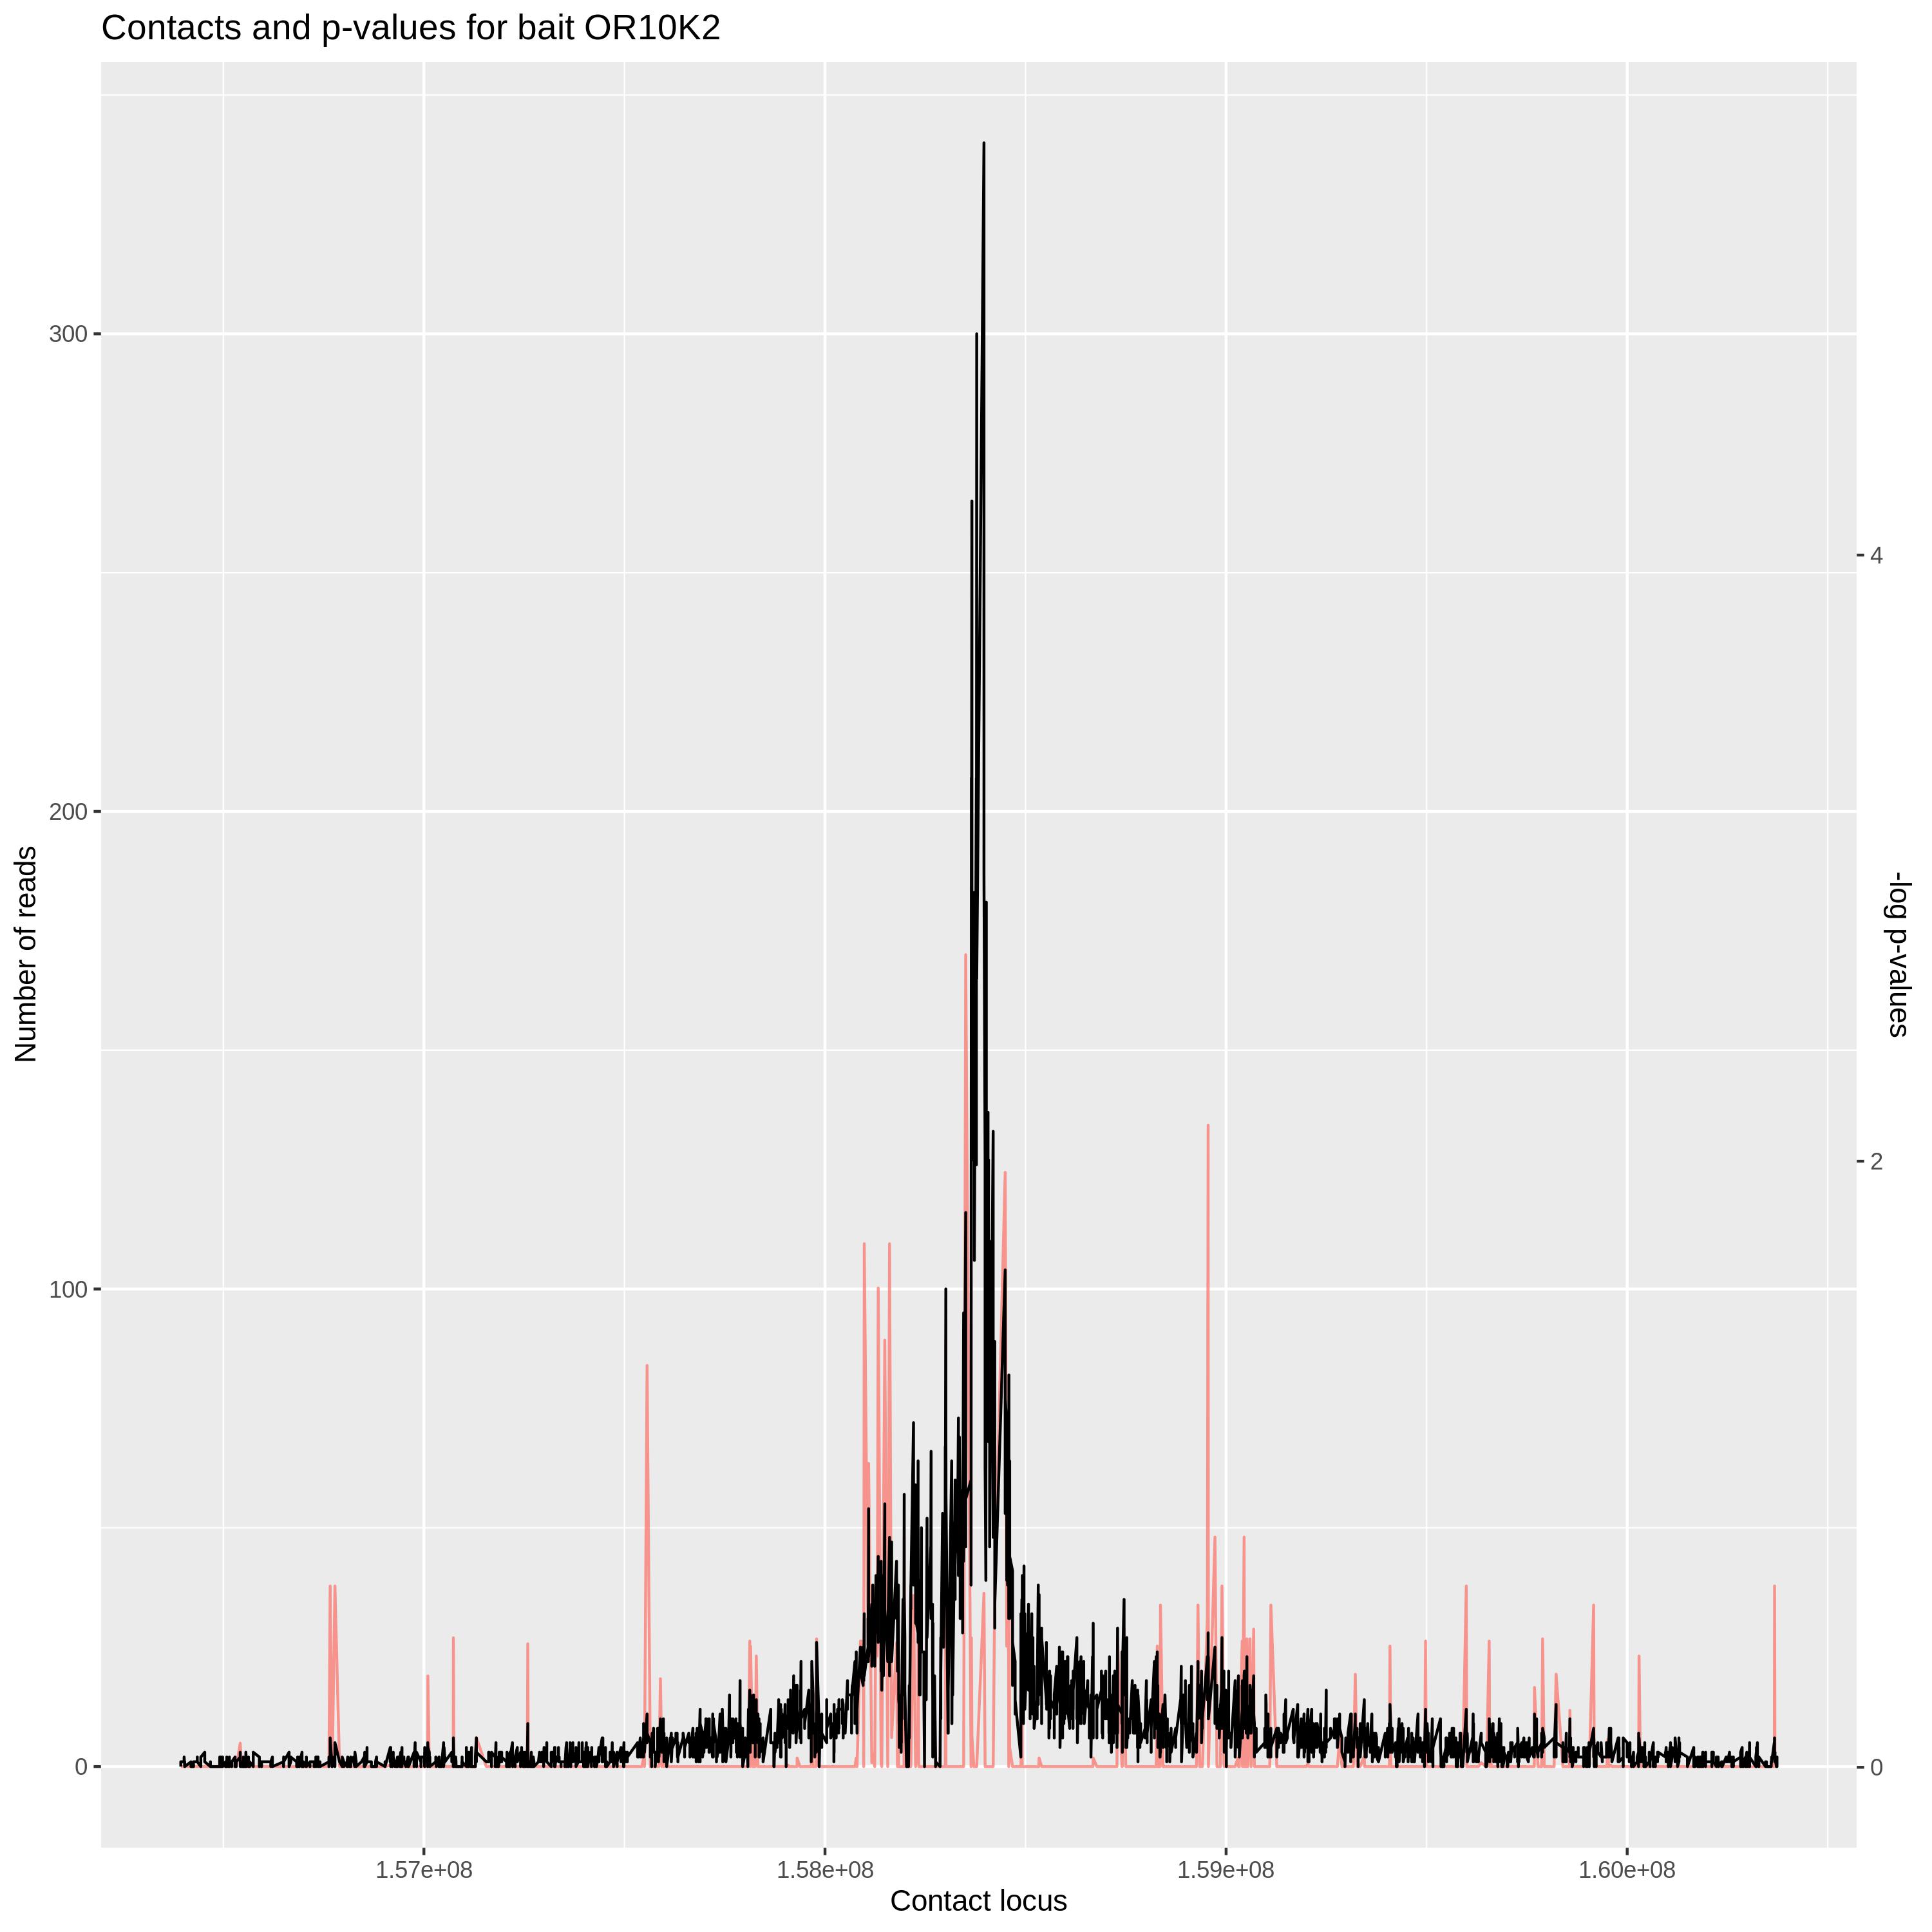 Contacts and p-values for bait OR10K2
300
200
100
0
Number of reads
4
2
0
-log p-values
1.57e+08
1.58e+08
1.59e+08
1.60e+08
Contact locus